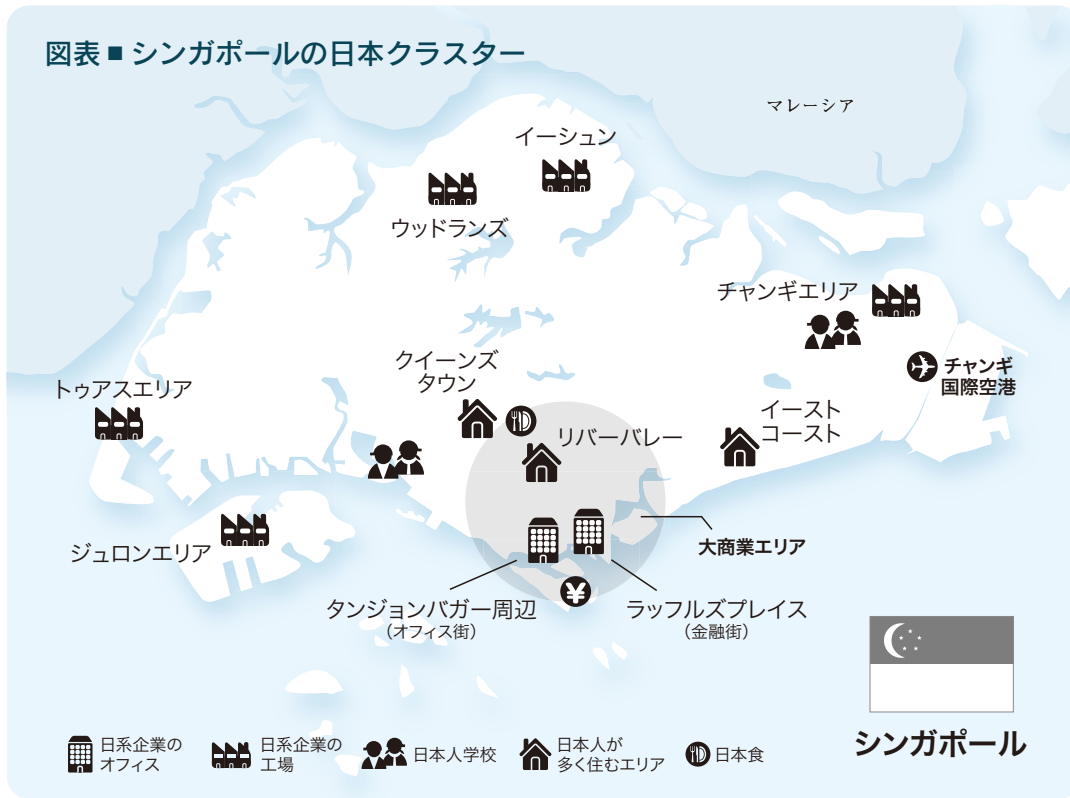 図表 ■ シンガポールの日本クラスター
マレーシア
イーシュン
ウッドランズ
チャンギエリア
チャンギ
国際空港
クイーンズ
タウン
トゥアスエリア
イースト
コースト
リバーバレー
大商業エリア
ジュロンエリア
タンジョンバガー周辺
（オフィス街）
¥
ラッフルズプレイス
（金融街）
シンガポール
日系企業の
オフィス
日系企業の
工場
日本人学校
日本人が
多く住むエリア
日本食